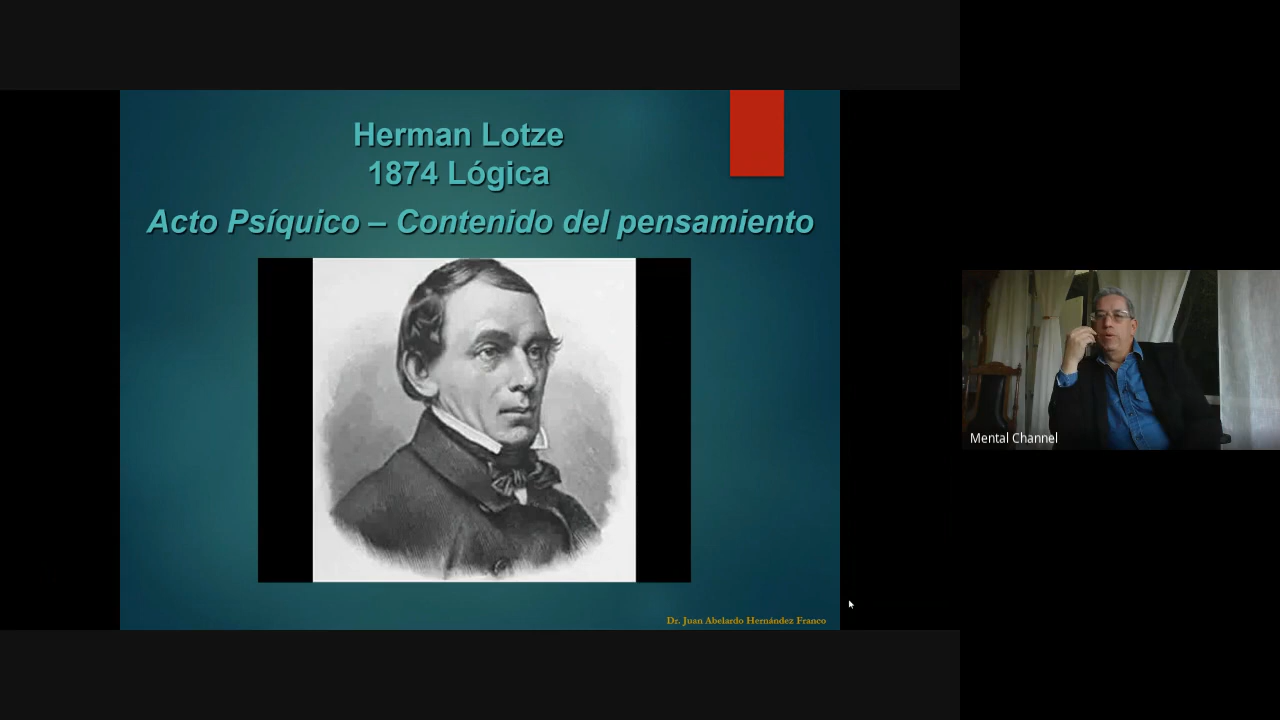 Herman Lotze
1874 Lógica
Acto Psíquico – Contenido del pensamiento
Dr. Juan Abelardo Hernández Franco
Mental Channel